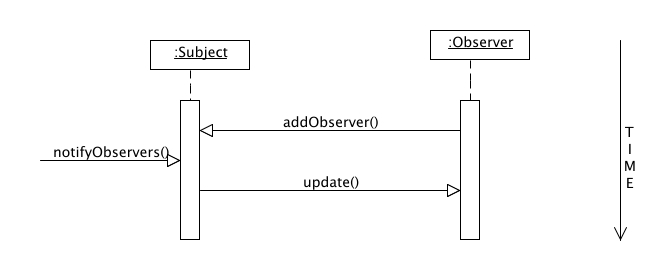 :Subject
:Observer
addObserver()
notifyObservers()
update()
T
I
M
E